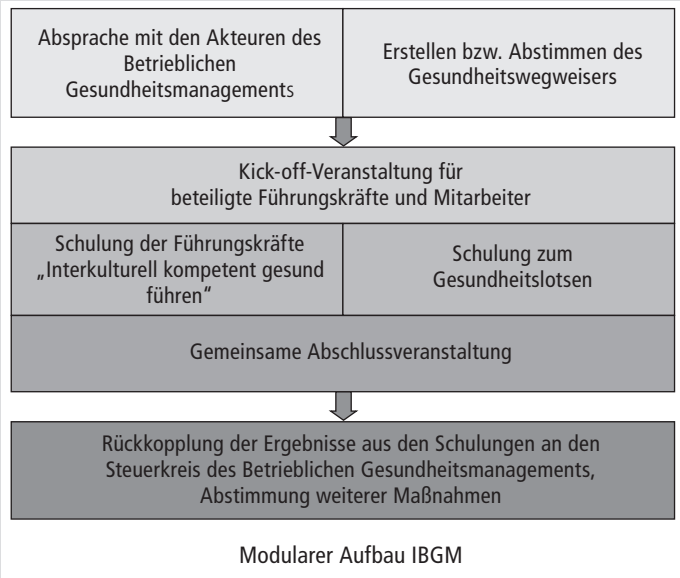 Absprache mit den Akteuren des
Betrieblichen
Gesundheitsmanagements
Erstellen bzw. Abstimmen des
Gesundheitswegweisers
Kick-off-Veranstaltung für
beteiligte Führungskräfte und Mitarbeiter
Schulung der Führungskräfte
„Interkulturell kompetent gesund
führen“
Schulung zum
Gesundheitslotsen
Gemeinsame Abschlussveranstaltung
Rückkopplung der Ergebnisse aus den Schulungen an den
Steuerkreis des Betrieblichen Gesundheitsmanagements,
Abstimmung weiterer Maßnahmen
Modularer Aufbau IBGM